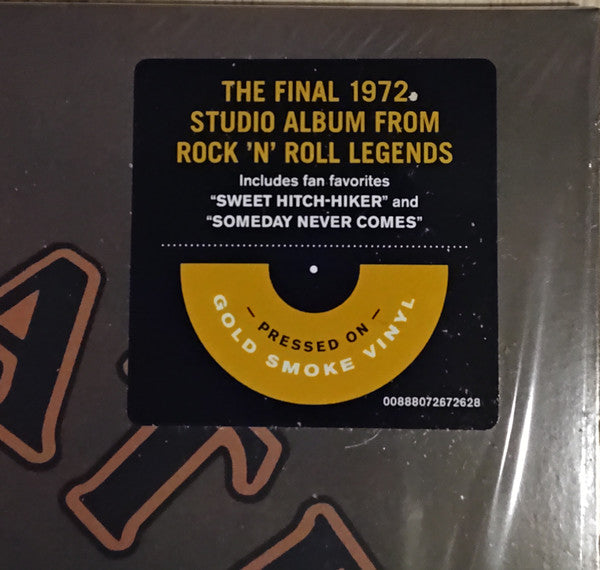 THE FINAL 1972
STUDIO ALBUM FROM
ROCK 'N' ROLL LEGENDS
Includes fan favorites
“SWEET HITCH-HIKER” and
“SOMEDAY NEVER COMES”
– PRESSED ON –
GOLD SMOKE VINYL
00888072672628